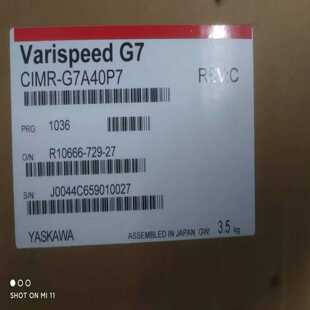 Varispeed G7
CIMR-G7A40P7 REV:C
PRG: 1036
O/N: R10666-729-27
S/N: J0044C659010027
YASKAWA ASSEMBLED IN JAPAN GW: 3.5 kg
SHOT ON MI 11